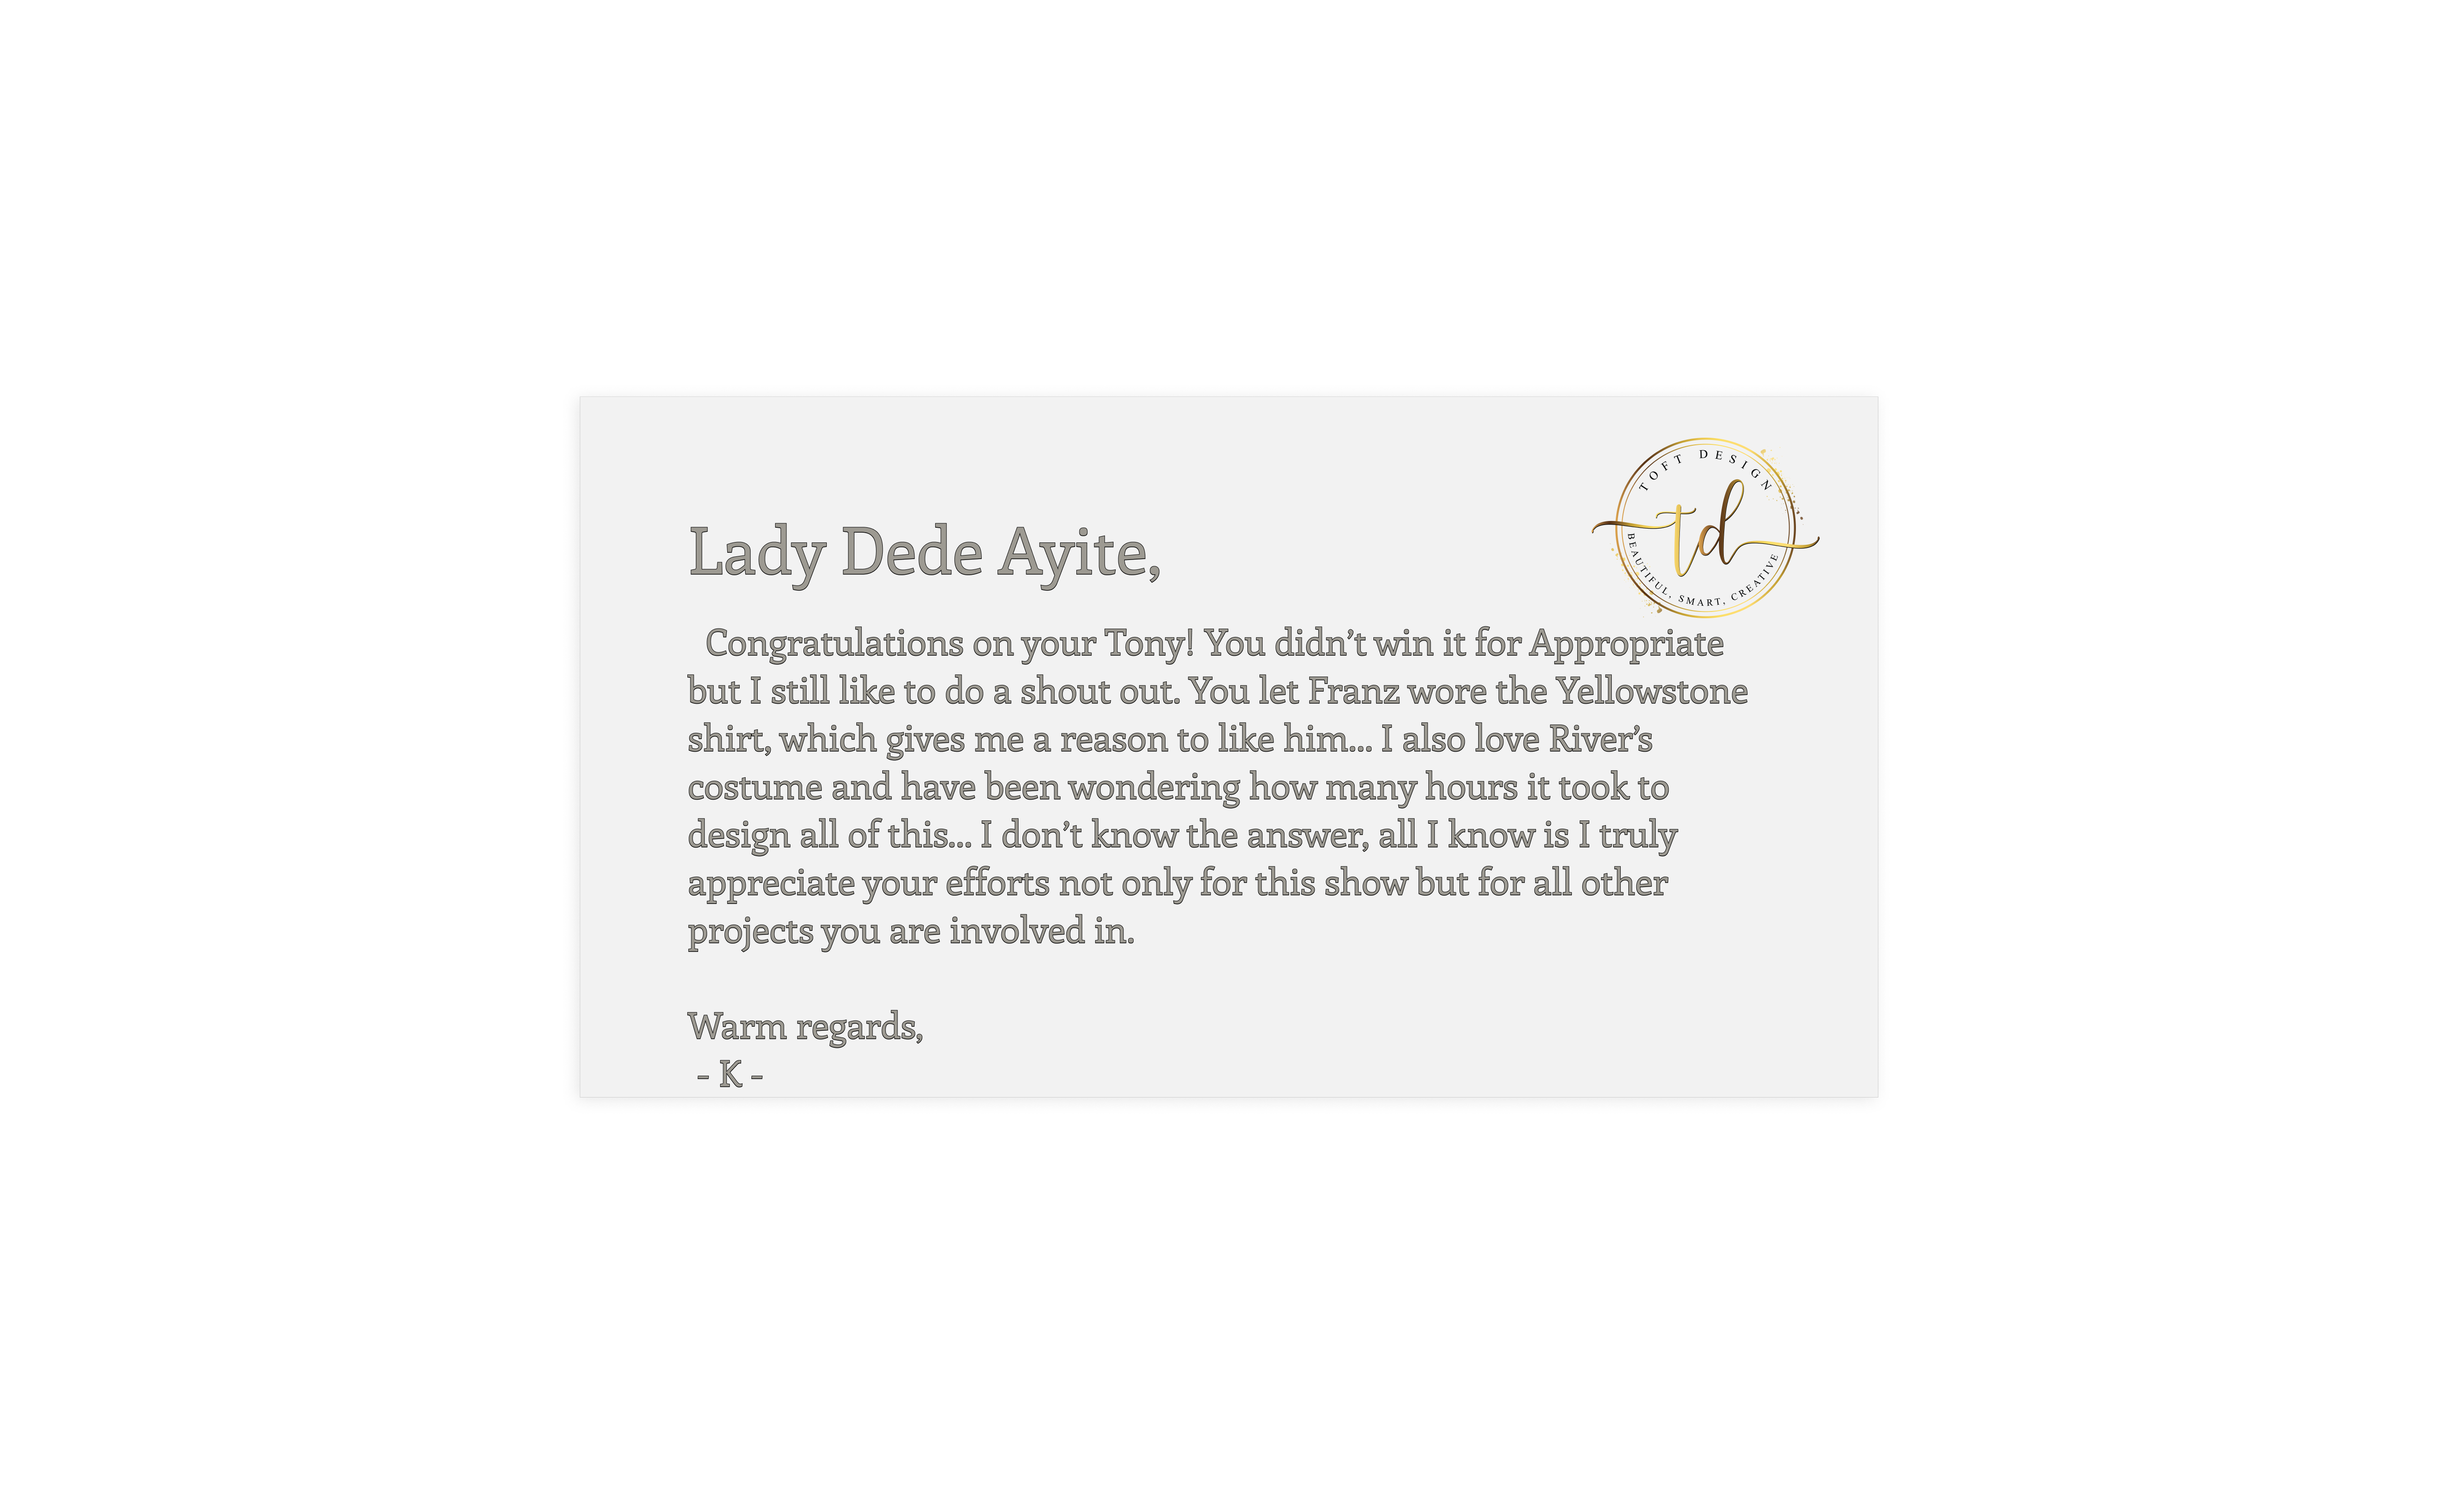 TOFT DESIGN
td
BEAUTIFUL, SMART, CREATIVE
Lady Dede Ayite,
Congratulations on your Tony! You didn’t win it for Appropriate
but I still like to do a shout out. You let Franz wore the Yellowstone
shirt, which gives me a reason to like him... I also love River’s
costume and have been wondering how many hours it took to
design all of this... I don’t know the answer, all I know is I truly
appreciate your efforts not only for this show but for all other
projects you are involved in.
Warm regards,
- K -